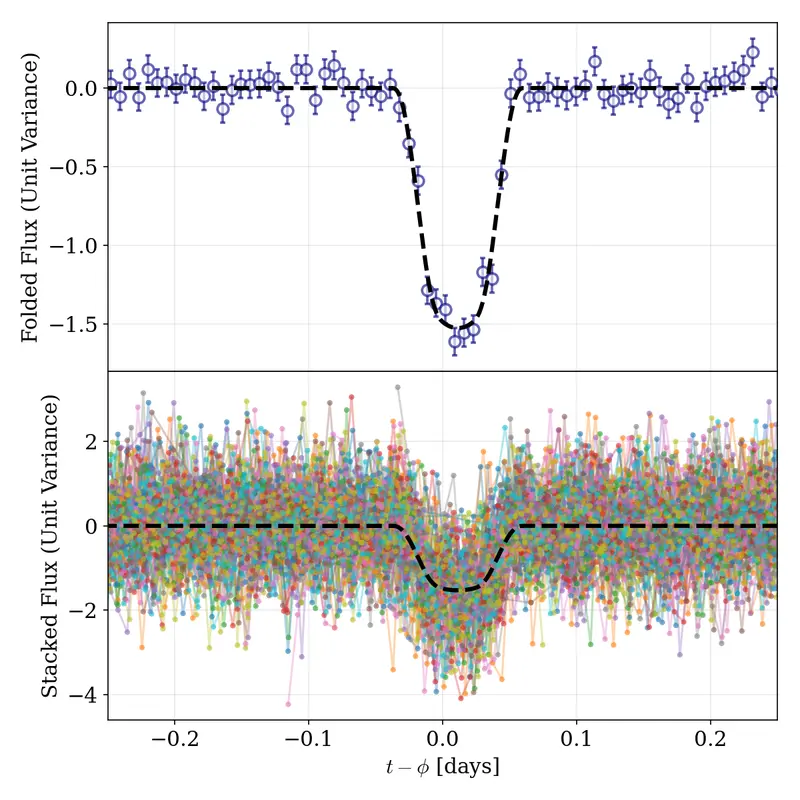 Folded Flux (Unit Variance)
0.0
−0.5
−1.0
−1.5
Stacked Flux (Unit Variance)
2
0
−2
−4
−0.2 −0.1 0.0 0.1 0.2
t − ϕ [days]